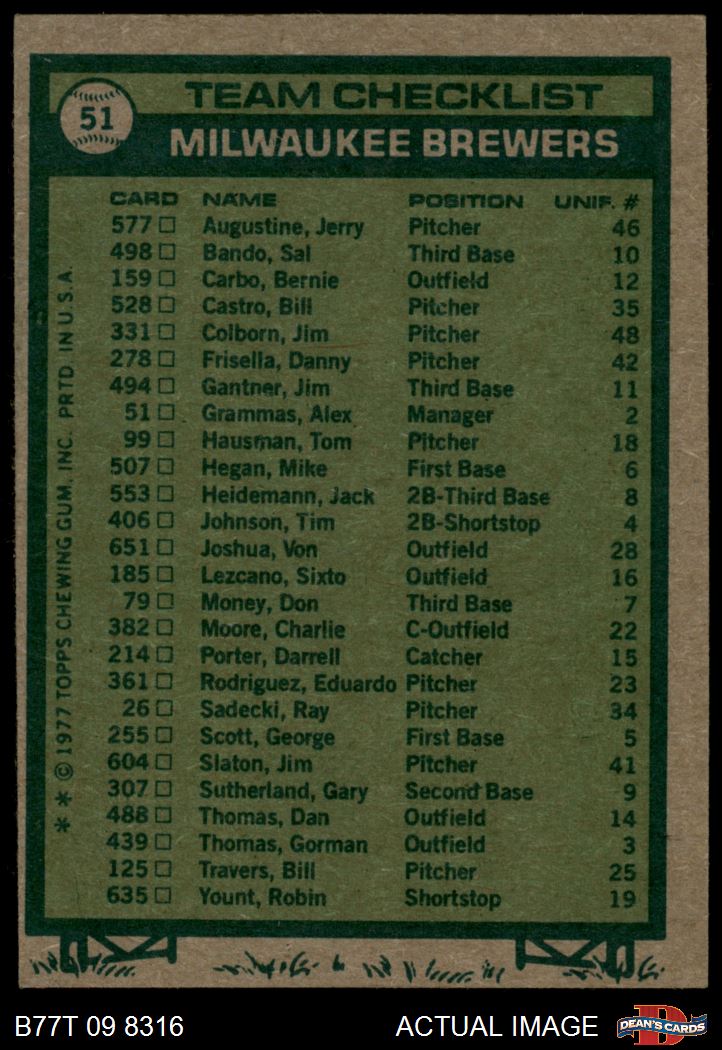 51
TEAM CHECKLIST
MILWAUKEE BREWERS
CARD NAME POSITION UNIF. #
577 □ Augustine, Jerry Pitcher 46
498 □ Bando, Sal Third Base 10
159 □ Carbo, Bernie Outfield 12
528 □ Castro, Bill Pitcher 35
331 □ Colborn, Jim Pitcher 48
278 □ Frisella, Danny Pitcher 42
494 □ Gantner, Jim Third Base 11
51 □ Grammas, Alex Manager 2
99 □ Hausman, Tom Pitcher 18
507 □ Hegan, Mike First Base 6
553 □ Heidemann, Jack 2B-Third Base 8
406 □ Johnson, Tim 2B-Shortstop 4
651 □ Joshua, Von Outfield 28
185 □ Lezcano, Sixto Outfield 16
79 □ Money, Don Third Base 7
382 □ Moore, Charlie C-Outfield 22
214 □ Porter, Darrell Catcher 15
361 □ Rodriguez, Eduardo Pitcher 23
26 □ Sadecki, Ray Pitcher 34
255 □ Scott, George First Base 5
604 □ Slaton, Jim Pitcher 41
307 □ Sutherland, Gary Second Base 9
488 □ Thomas, Dan Outfield 14
439 □ Thomas, Gorman Outfield 3
125 □ Travers, Bill Pitcher 25
635 □ Yount, Robin Shortstop 19
* * © 1977 TOPPS CHEWING GUM, INC. PRTD. IN U.S.A.
B77T 09 8316 ACTUAL IMAGE
D DEAN'S CARDS